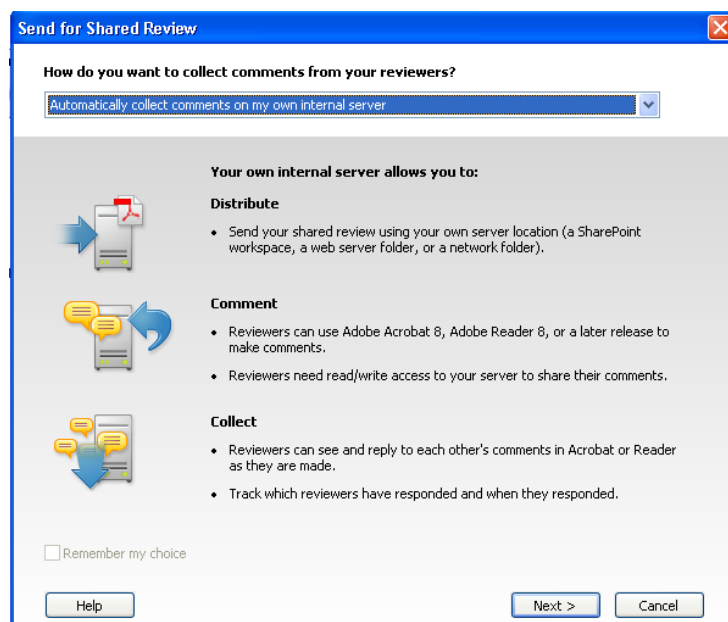 Send for Shared Review
How do you want to collect comments from your reviewers?
Automatically collect comments on my own internal server
Your own internal server allows you to:
Distribute
• Send your shared review using your own server location (a SharePoint
workspace, a web server folder, or a network folder).
Comment
• Reviewers can use Adobe Acrobat 8, Adobe Reader 8, or a later release to
make comments.
• Reviewers need read/write access to your server to share their comments.
Collect
• Reviewers can see and reply to each other's comments in Acrobat or Reader
as they are made.
• Track which reviewers have responded and when they responded.
Remember my choice
Help
Next >
Cancel